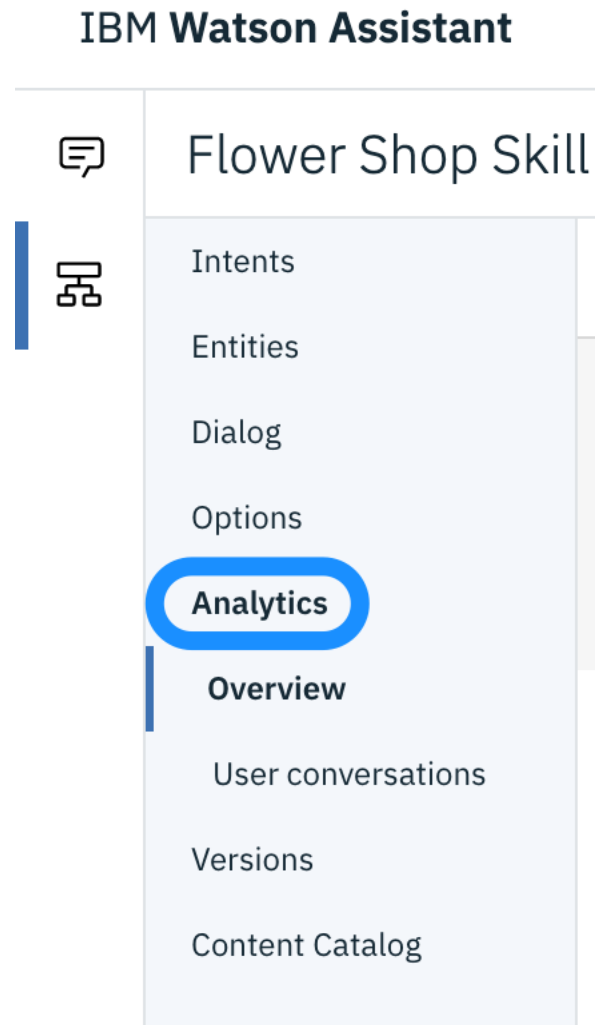 IBM Watson Assistant
Flower Shop Skill
Intents
Entities
Dialog
Options
Analytics
Overview
User conversations
Versions
Content Catalog